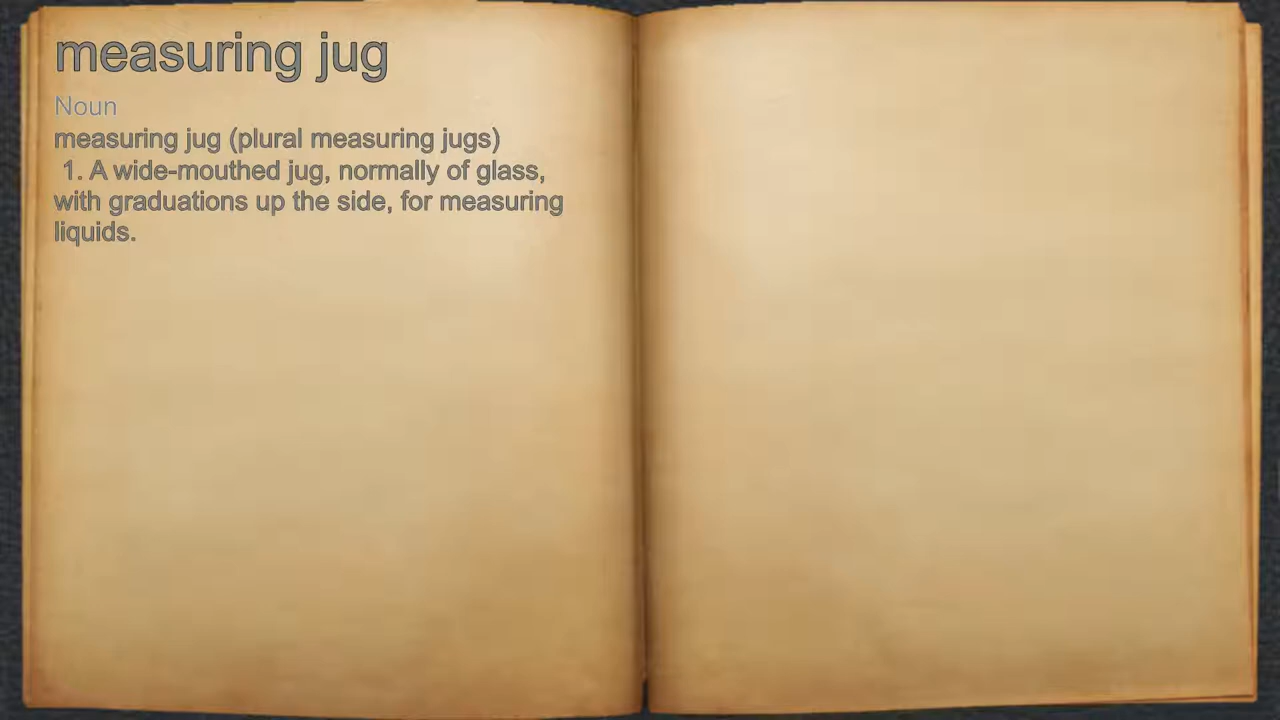 measuring jug
Noun
measuring jug (plural measuring jugs)
1. A wide-mouthed jug, normally of glass,
with graduations up the side, for measuring
liquids.